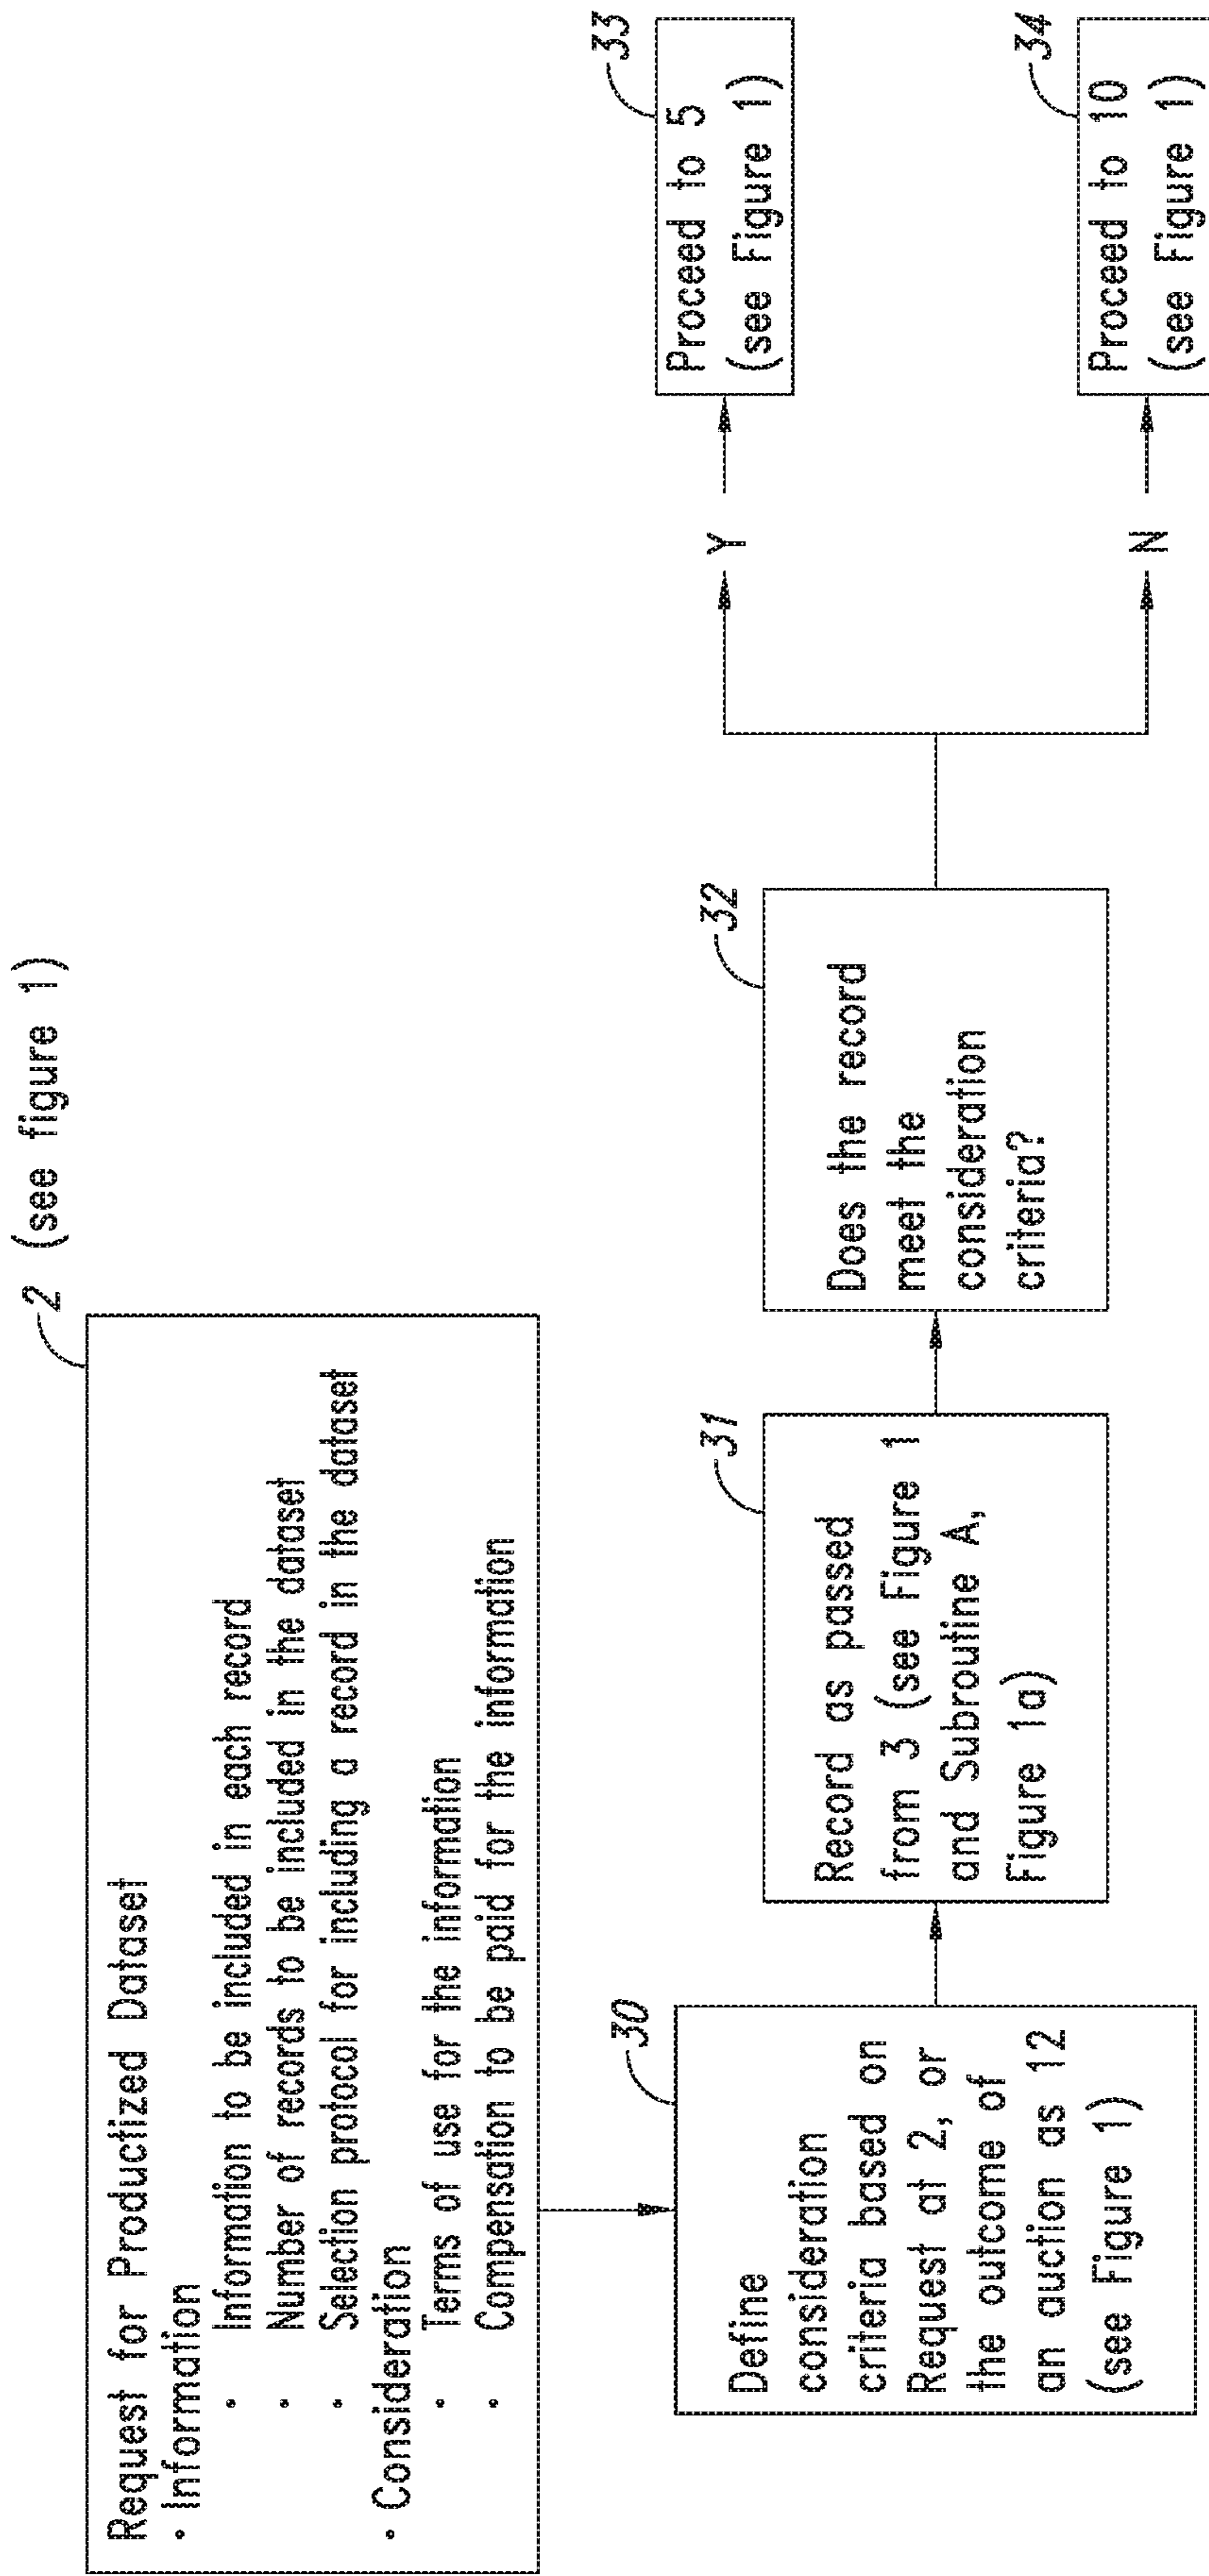 2 (see figure 1)
Request for Productized Dataset
• Information
• Information to be included in each record
• Number of records to be included in the dataset
• Selection protocol for including a record in the dataset
• Consideration
• Terms of use for the information
• Compensation to be paid for the information
30
Define
consideration
criteria based on
Request at 2, or
the outcome of
an auction as 12
(see Figure 1)
31
Record as passed
from 3 (see Figure 1
and Subroutine A,
Figure 1a)
32
Does the record
meet the
consideration
criteria?
Y
33
Proceed to 5
(see Figure 1)
N
34
Proceed to 10
(see Figure 1)